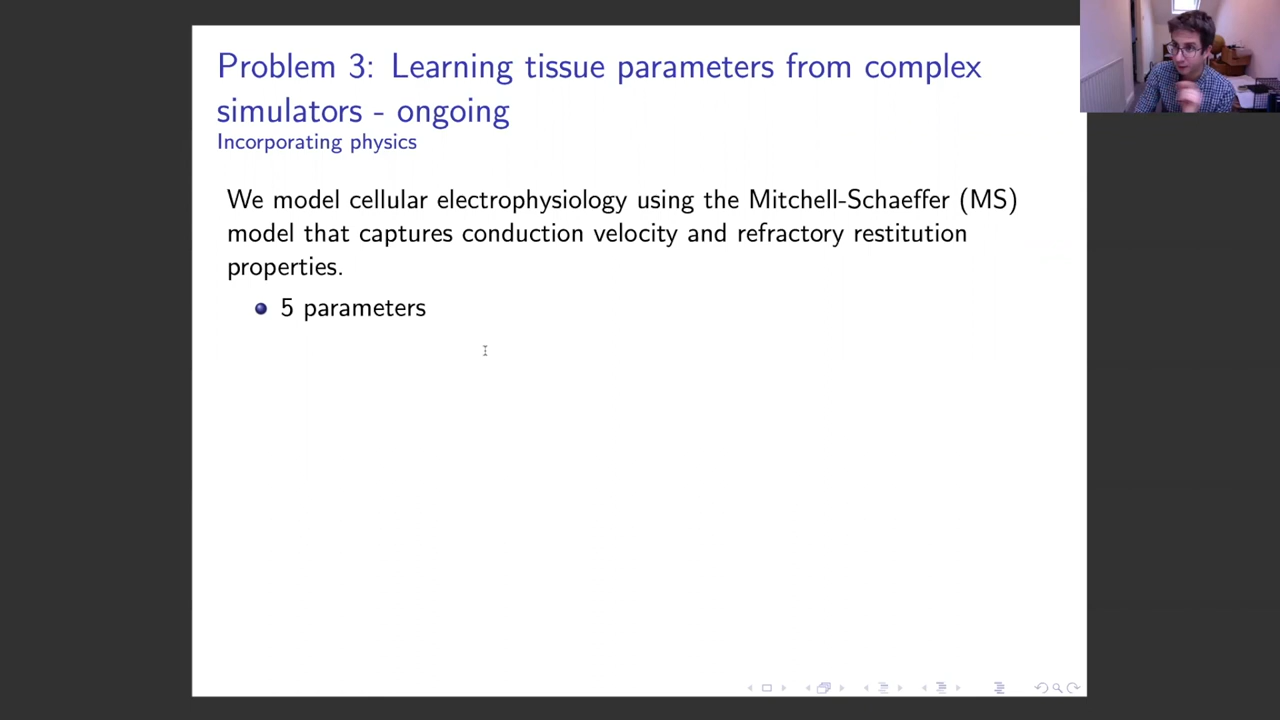 Problem 3: Learning tissue parameters from complex
simulators - ongoing
Incorporating physics
We model cellular electrophysiology using the Mitchell-Schaeffer (MS)
model that captures conduction velocity and refractory restitution
properties.
5 parameters